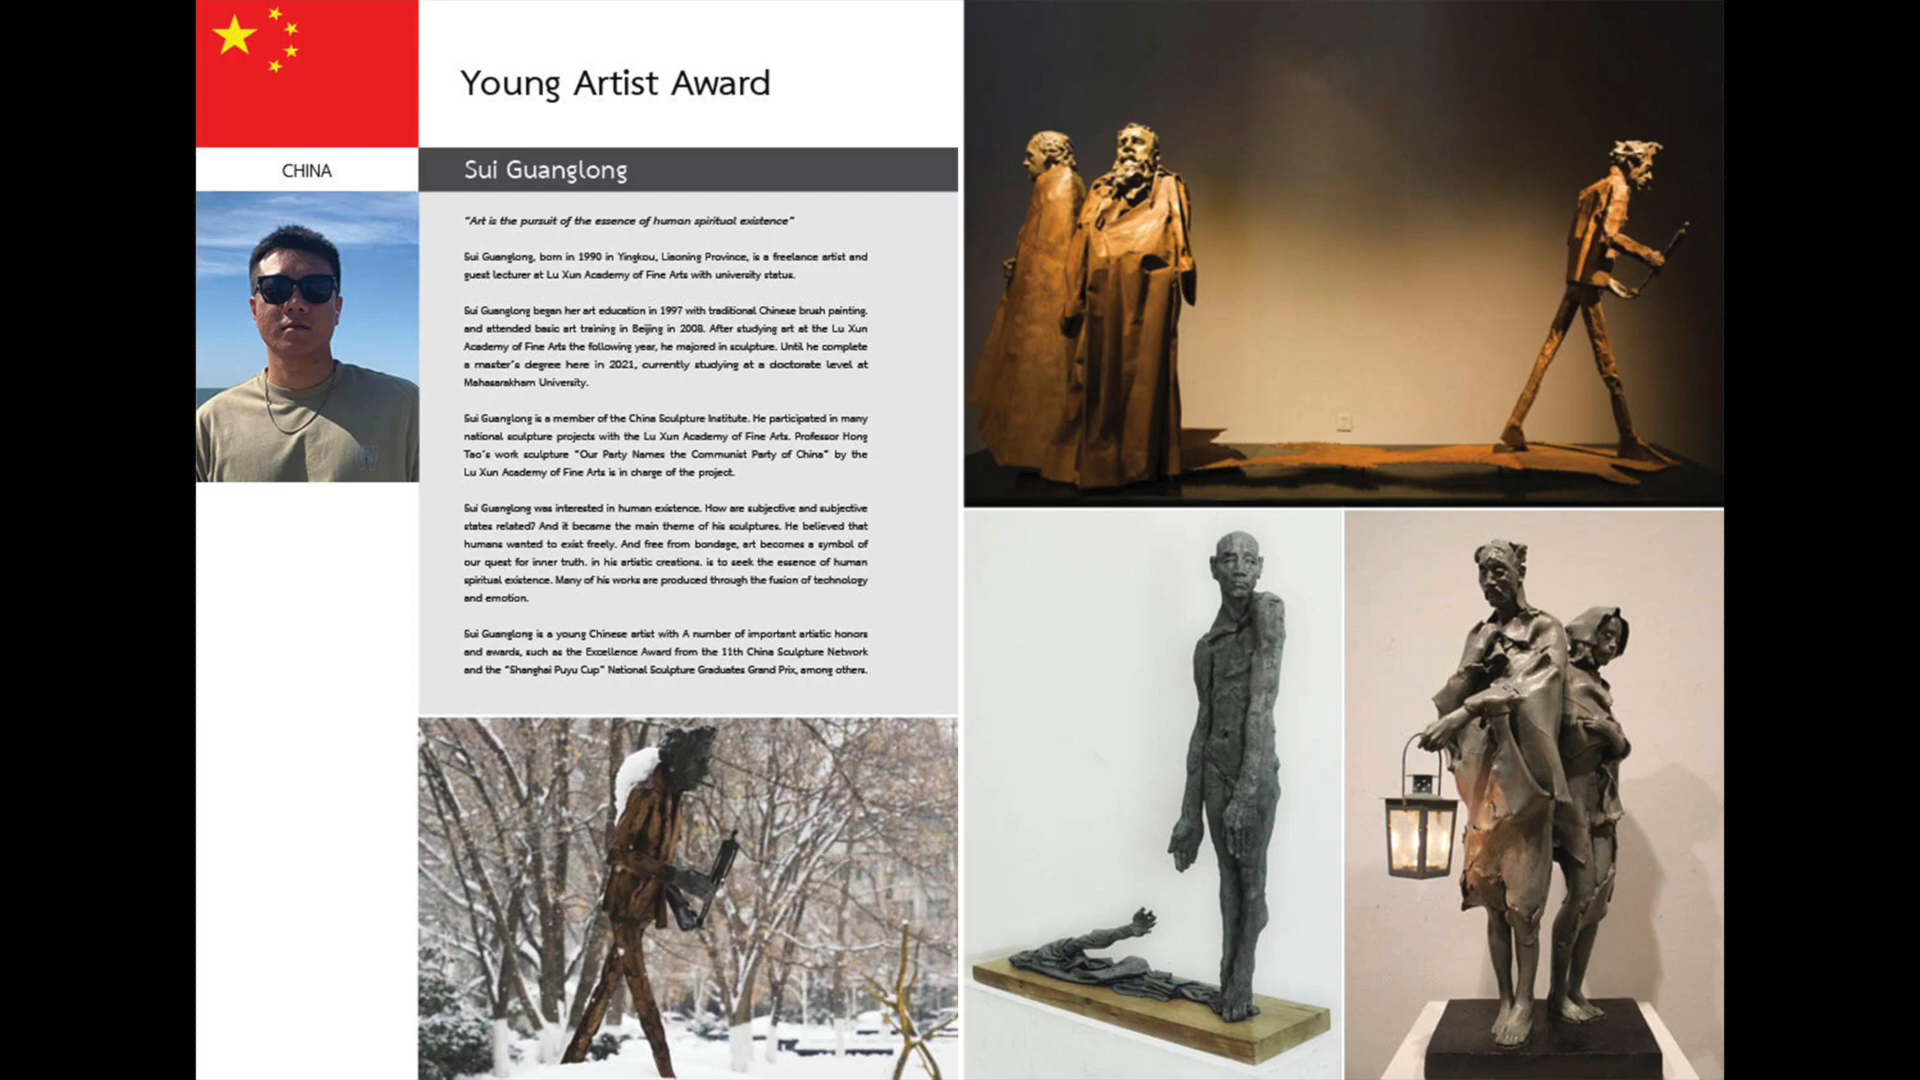 Young Artist Award
CHINA
Sui Guanglong
"Art is the pursuit of the essence of human spiritual existence"
Sui Guanglong, born in 1990 in Yingkou, Liaoning Province, is a freelance artist and
guest lecturer at Lu Xun Academy of Fine Arts with university status.
Sui Guanglong began her art education in 1997 with traditional Chinese brush painting.
and attended basic art training in Beijing in 2008. After studying art at the Lu Xun
Academy of Fine Arts the following year, he majored in sculpture. Until he complete
a master's degree here in 2021, currently studying at a doctorate level at
Mahasarakham University.
Sui Guanglong is a member of the China Sculpture Institute. He participated in many
national sculpture projects with the Lu Xun Academy of Fine Arts. Professor Hong
Tao's work sculpture "Our Party Names the Communist Party of China" by the
Lu Xun Academy of Fine Arts is in charge of the project.
Sui Guanglong was interested in human existence. How are subjective and subjective
states related? And it became the main theme of his sculptures. He believed that
humans wanted to exist freely. And free from bondage, art becomes a symbol of
our quest for inner truth. in his artistic creations. is to seek the essence of human
spiritual existence. Many of his works are produced through the fusion of technology
and emotion.
Sui Guanglong is a young Chinese artist with A number of important artistic honors
and awards, such as the Excellence Award from the 11th China Sculpture Network
and the "Shanghai Puyu Cup" National Sculpture Graduates Grand Prix, among others.